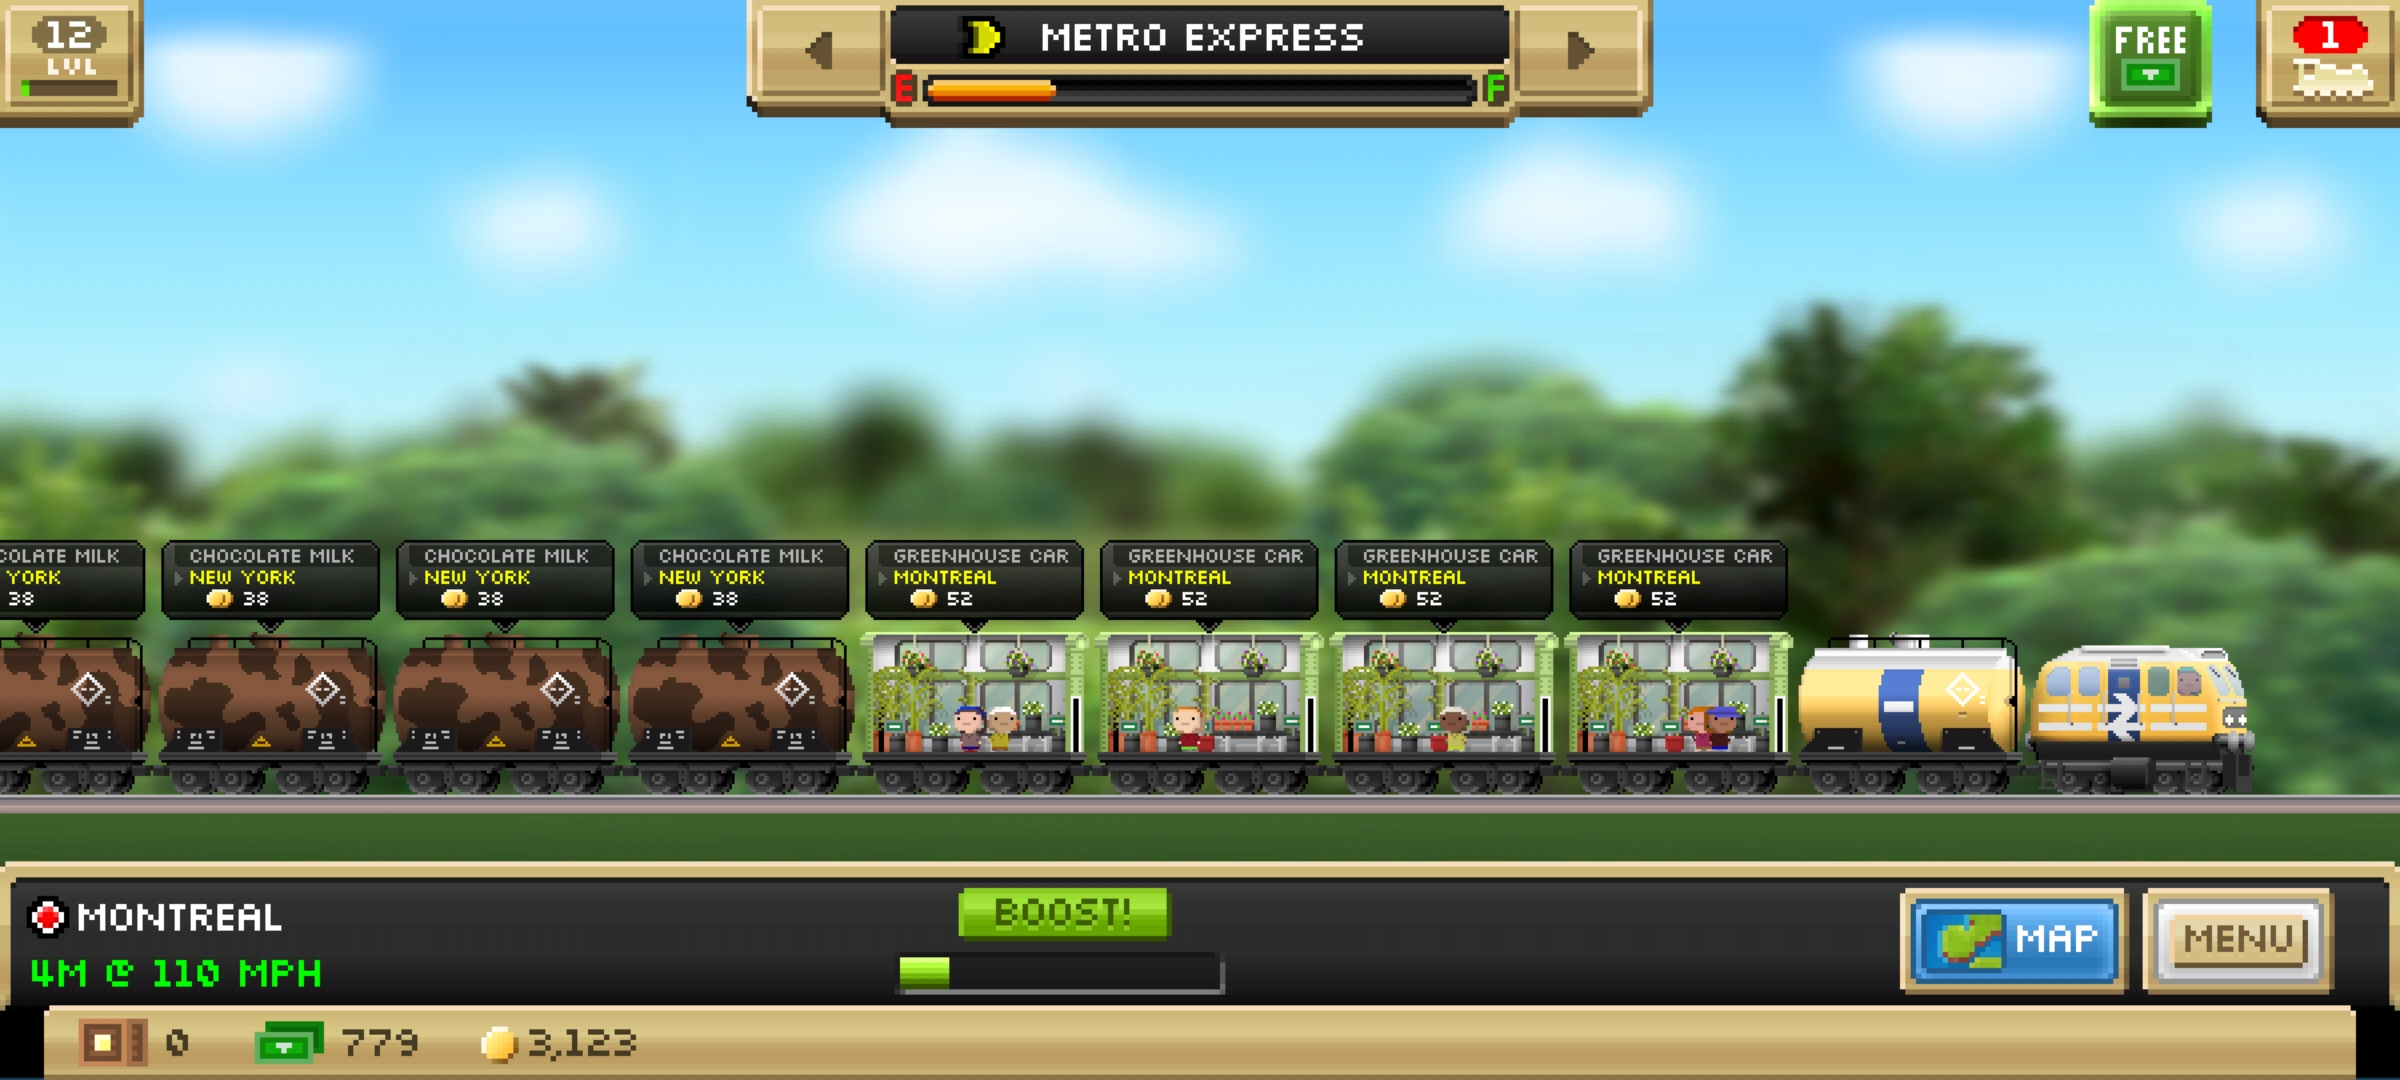 12
LVL
METRO EXPRESS
E F
FREE
1
COLATE MILK
YORK
38
CHOCOLATE MILK
NEW YORK
38
CHOCOLATE MILK
NEW YORK
38
CHOCOLATE MILK
NEW YORK
38
GREENHOUSE CAR
MONTREAL
52
GREENHOUSE CAR
MONTREAL
52
GREENHOUSE CAR
MONTREAL
52
GREENHOUSE CAR
MONTREAL
52
MONTREAL
4M @ 110 MPH
BOOST!
MAP
MENU
0
779
3,123